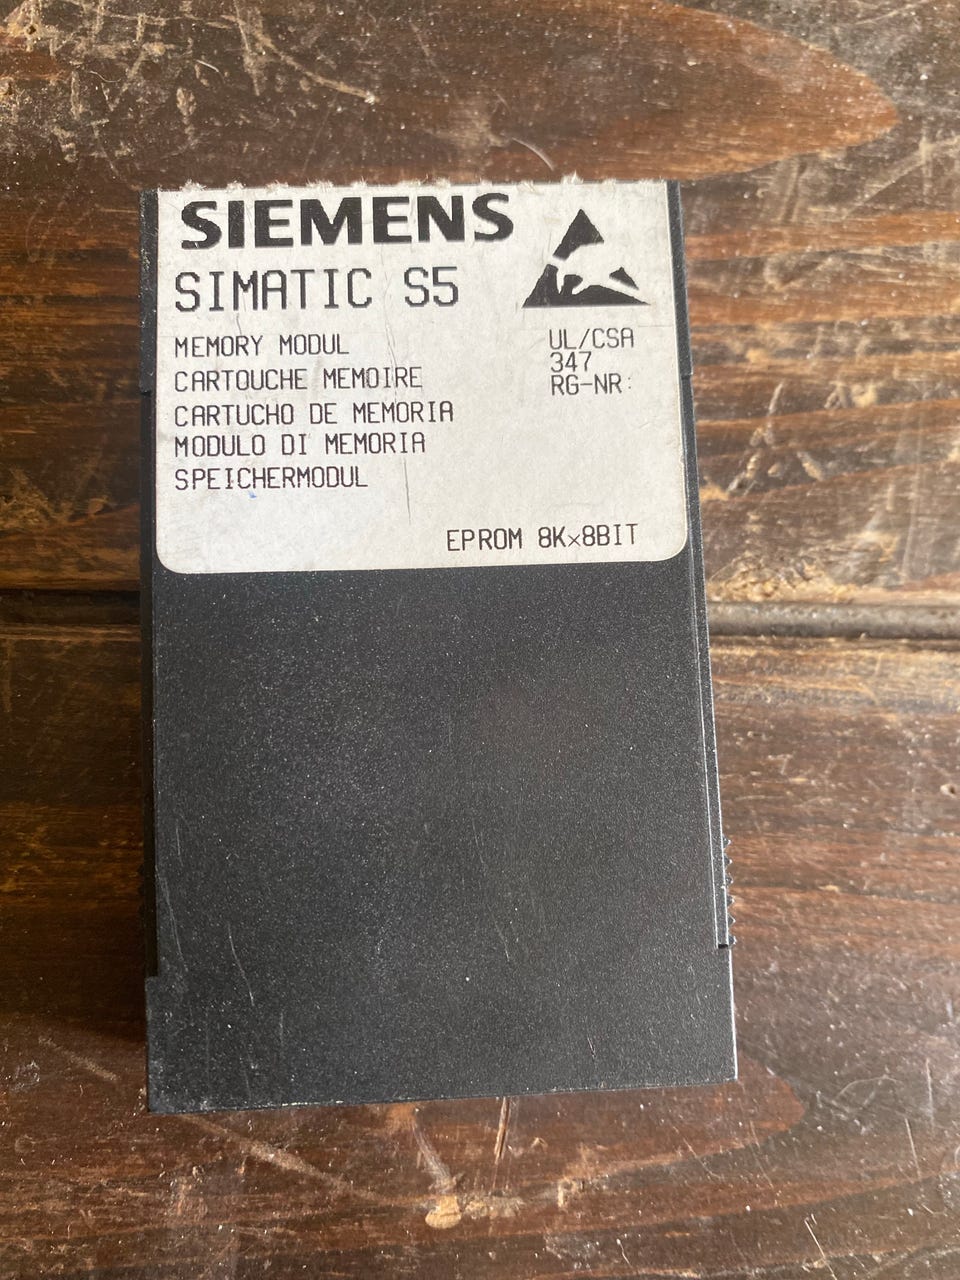 SIEMENS
SIMATIC S5
MEMORY MODUL
CARTOUCHE MEMOIRE
CARTUCHO DE MEMORIA
MODULO DI MEMORIA
SPEICHERMODUL
UL/CSA
347
RG-NR:
EPROM 8K×8BIT